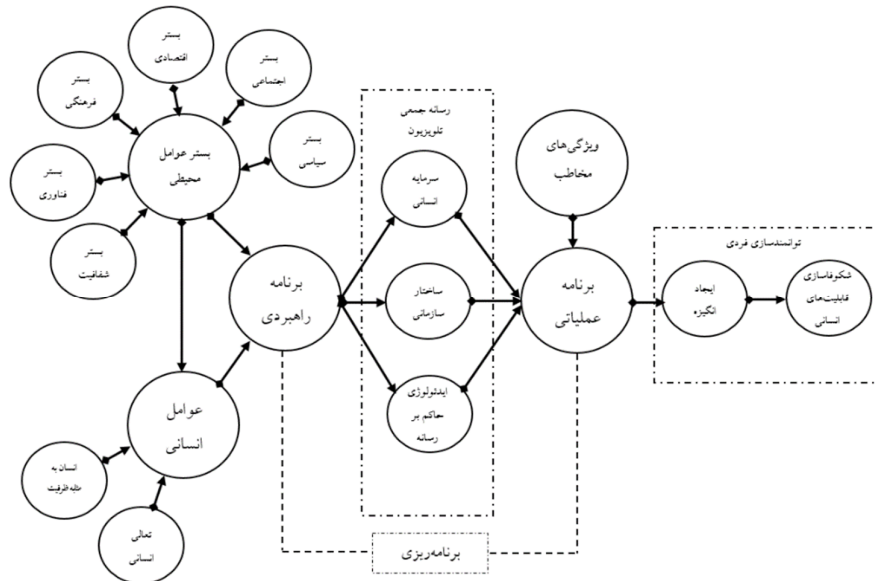 بستر
اقتصادی
بستر
اجتماعی
بستر
فرهنگی
بستر
سیاسی
بستر
فناوری
بستر
شفافیت
بستر عوامل
محیطی
عوامل
انسانی
انسان به
مثابه ظرفیت
تعالی
انسانی
برنامه
راهبردی
رسانه جمعی
تلویزیون
سرمایه
انسانی
ساختار
سازمانی
ایدئولوژی
حاکم بر
رسانه
ویژگی‌های
مخاطب
برنامه
عملیاتی
توانمندسازی فردی
ایجاد
انگیزه
شکوفاسازی
قابلیت‌های
انسانی
برنامه‌ریزی